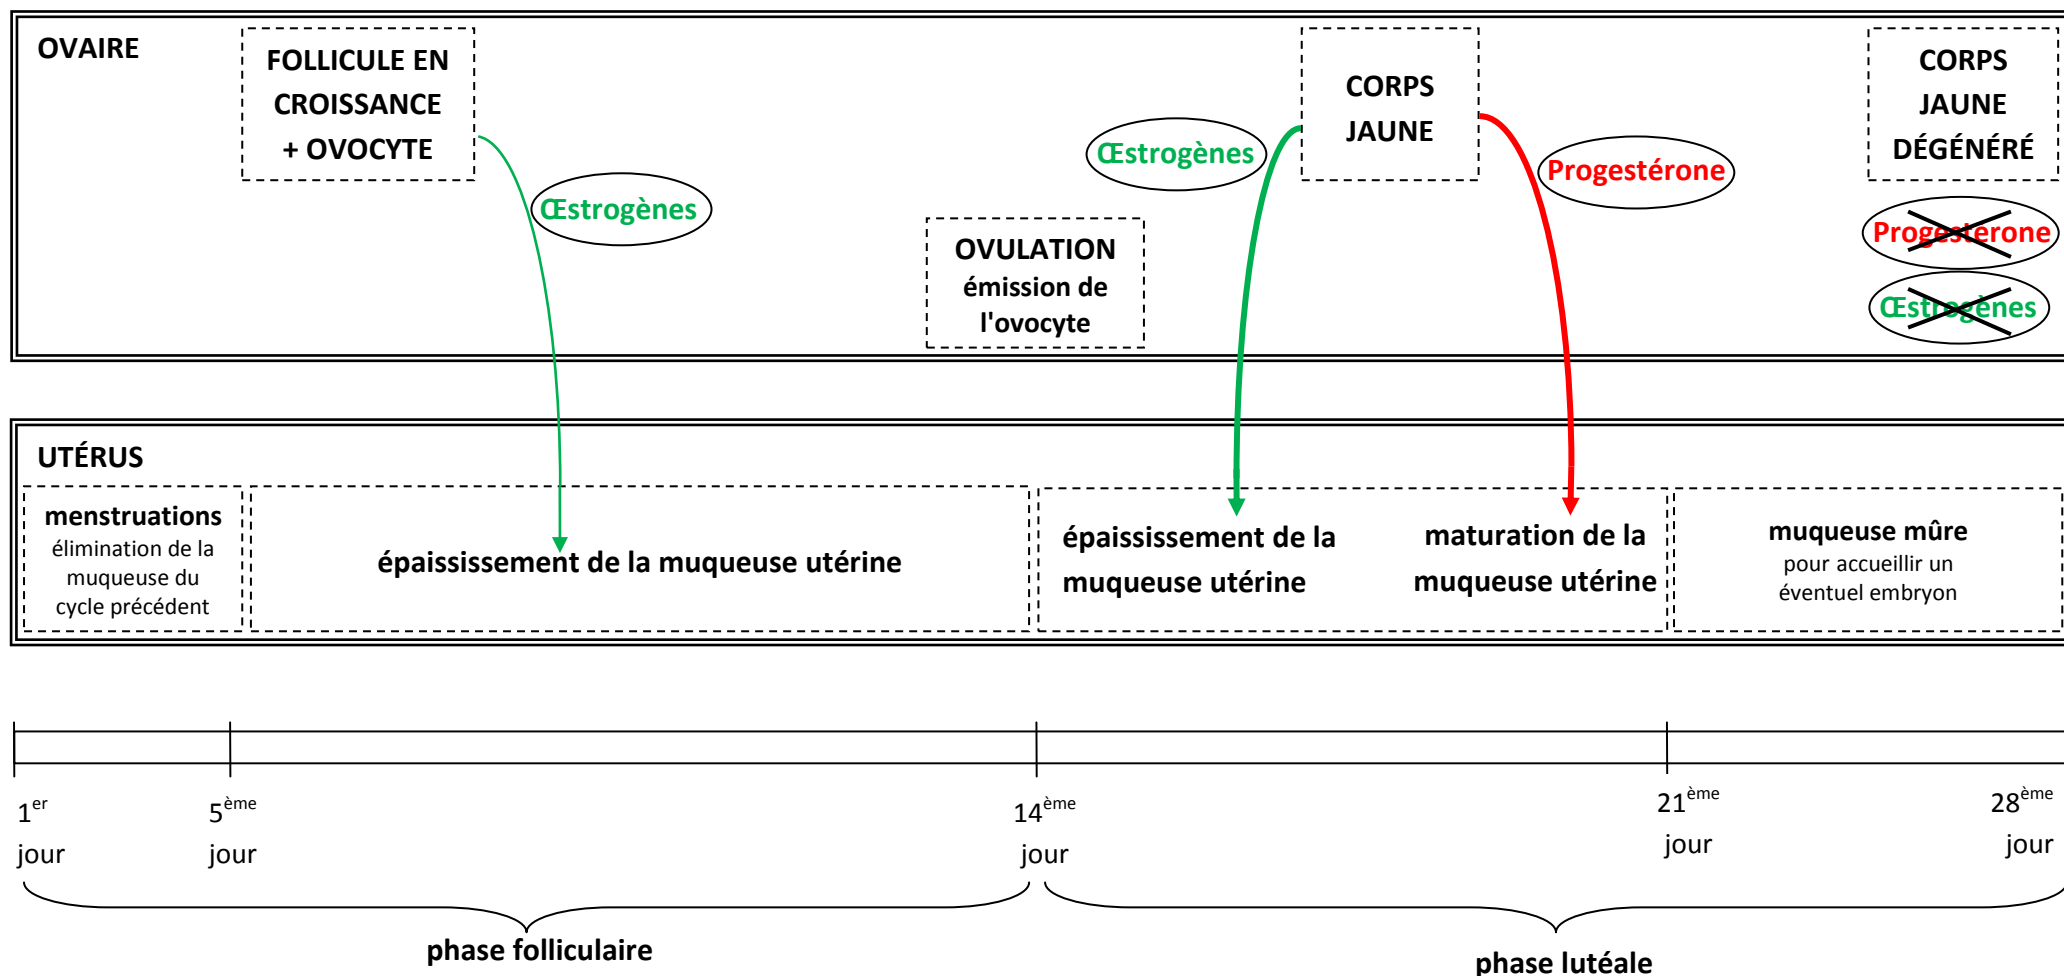 OVAIRE
FOLLICULE EN
CROISSANCE
+ OVOCYTE
Œstrogènes
OVULATION
émission de
l'ovocyte
Œstrogènes
CORPS
JAUNE
Progestérone
CORPS
JAUNE
DÉGÉNÉRÉ
Progestérone
Œstrogènes
UTÉRUS
menstruations
élimination de la
muqueuse du
cycle précédent
épaississement de la muqueuse utérine
épaississement de la
muqueuse utérine
maturation de la
muqueuse utérine
muqueuse mûre
pour accueillir un
éventuel embryon
1er
jour
5ème
jour
14ème
jour
21ème
jour
28ème
jour
phase folliculaire
phase lutéale